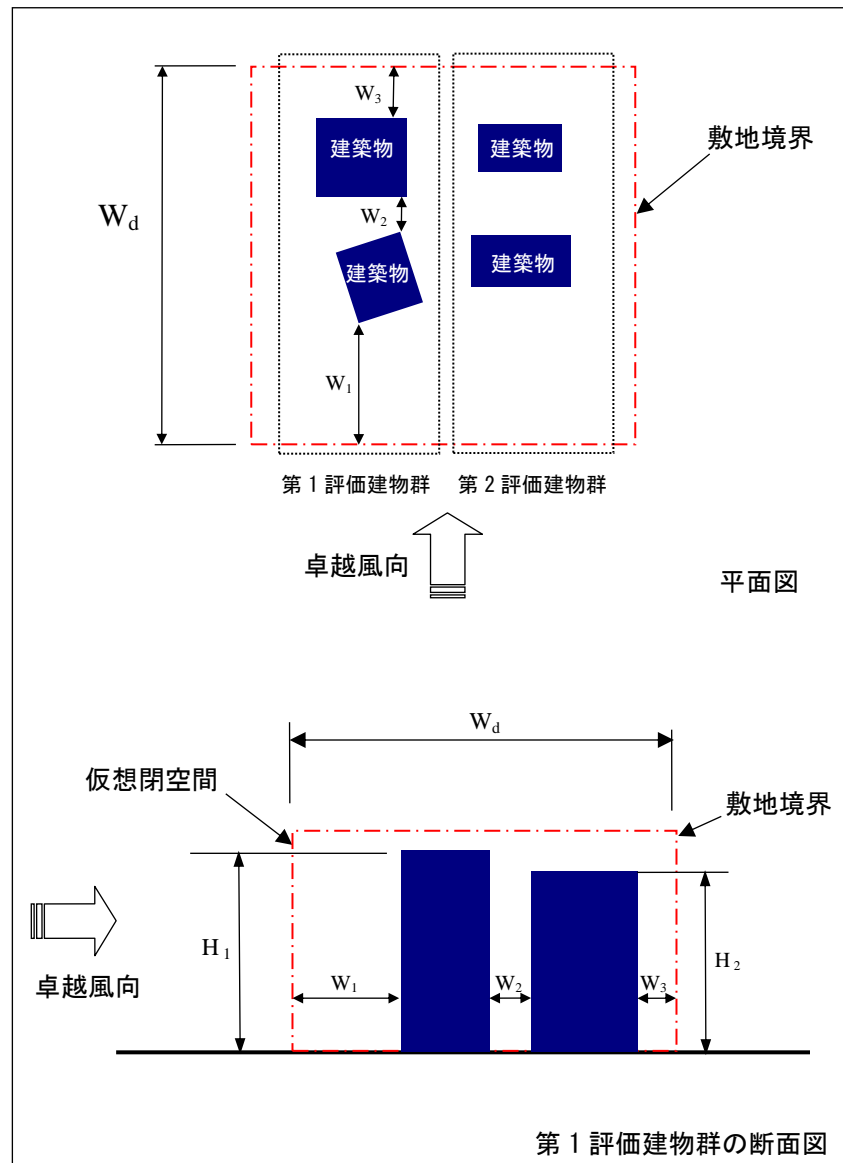 W₃
建築物
建築物
敷地境界
W_d
W₂
建築物
建築物
W₁
第1評価建物群
第2評価建物群
卓越風向
平面図
W_d
仮想閉空間
敷地境界
H₁
W₁
W₂
W₃
H₂
卓越風向
第1評価建物群の断面図